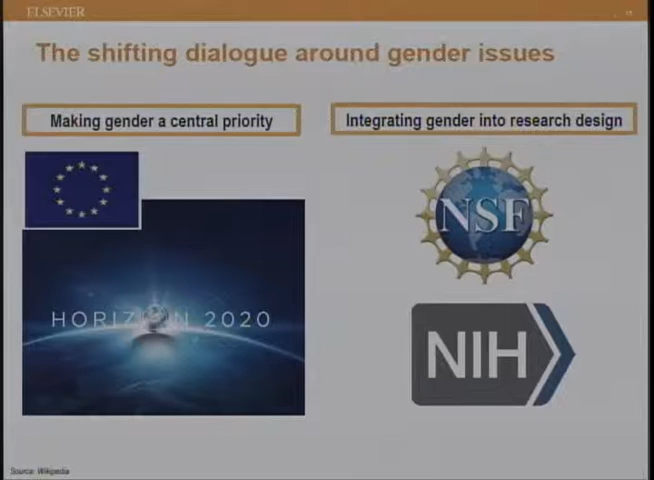 ELSEVIER
The shifting dialogue around gender issues
Making gender a central priority
Integrating gender into research design
NSF
HORIZON 2020
NIH
Source: Wikipedia